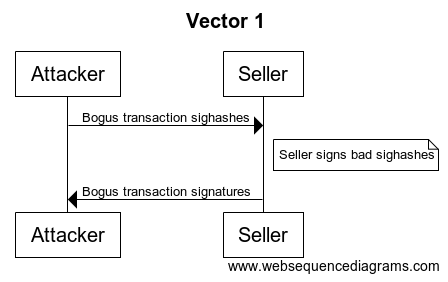 Vector 1
Attacker
Seller
Bogus transaction sighashes
Seller signs bad sighashes
Bogus transaction signatures
Attacker
Seller
www.websequencediagrams.com